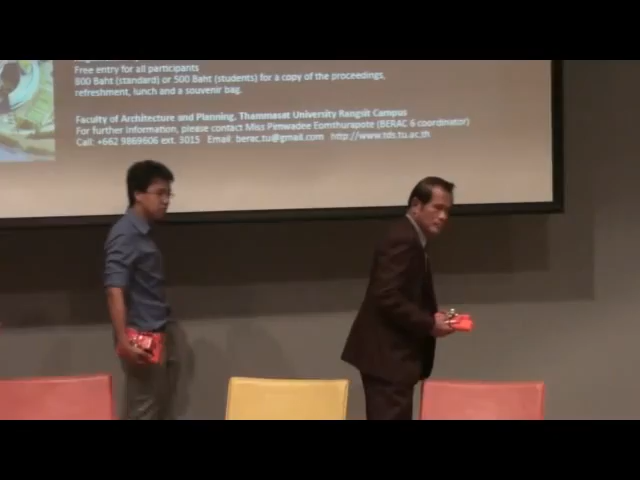 Free entry for all participants
800 Baht (standard) or 500 Baht (students) for a copy of the proceedings,
refreshment, lunch and a souvenir bag.
Faculty of Architecture and Planning, Thammasat University Rangsit Campus
For further information, please contact Miss Pimwadee Eomthurapote (BERAC 6 coordinator)
Call: +662 9869606 ext. 3015 Email: berac.tu@gmail.com http://www.tds.tu.ac.th